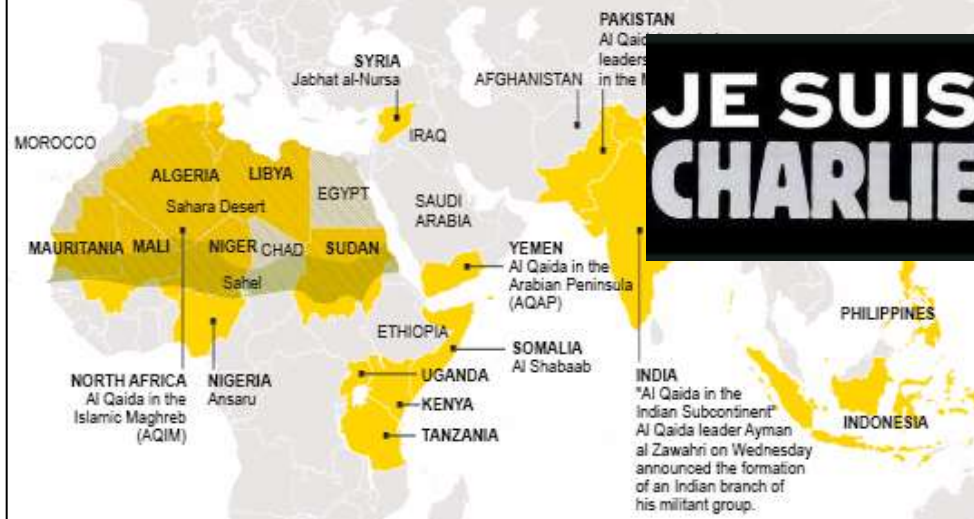 PAKISTAN
Al Qaid
leaders
in the
SYRIA
Jabhat al-Nursa
AFGHANISTAN
JE SUIS
CHARLIE
MOROCCO
IRAQ
ALGERIA
LIBYA
EGYPT
Sahara Desert
SAUDI
ARABIA
MAURITANIA
MALI
NIGER
CHAD
SUDAN
YEMEN
Al Qaida in the
Arabian Peninsula
(AQAP)
Sahel
PHILIPPINES
ETHIOPIA
SOMALIA
Al Shabaab
NORTH AFRICA
Al Qaida in the
Islamic Maghreb
(AQIM)
NIGERIA
Ansaru
UGANDA
KENYA
TANZANIA
INDIA
"Al Qaida in the
Indian Subcontinent"
Al Qaida leader Ayman
al Zawahri on Wednesday
announced the formation
of an Indian branch of
his militant group.
INDONESIA